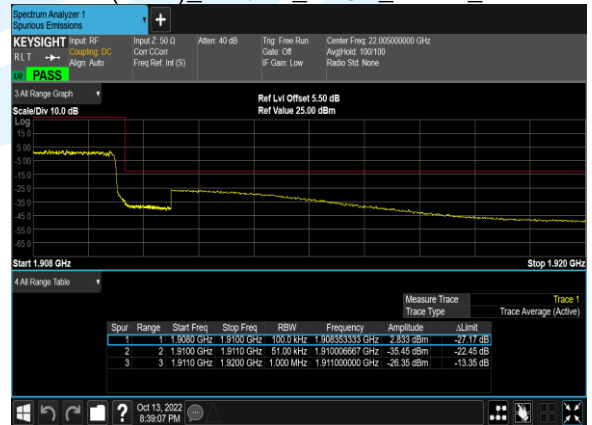 Spectrum Analyzer 1
Spurious Emissions
+
KEYSIGHT
RLT
LM PASS
Input: RF
Coupling: DC
Align: Auto
Input Z: 50 Ω
Corr CCorr
Freq Ref: Int (S)
Atten: 40 dB
Trig: Free Run
Gate: Off
IF Gain: Low
Center Freq: 22.005000000 GHz
Avg|Hold: 100/100
Radio Std: None
3 All Range Graph
Scale/Div 10.0 dB
Ref Lvl Offset 5.50 dB
Ref Value 25.00 dBm
Log
15.0
5.00
-5.00
-15.0
-25.0
-35.0
-45.0
-55.0
-65.0
Start 1.908 GHz Stop 1.920 GHz
4 All Range Table
Measure Trace Trace 1
Trace Type Trace Average (Active)
Spur Range Start Freq Stop Freq RBW Frequency Amplitude ΔLimit
1 1 1.9080 GHz 1.9100 GHz 100.0 kHz 1.908353333 GHz 2.833 dBm -27.17 dB
2 2 1.9100 GHz 1.9110 GHz 51.00 kHz 1.910006667 GHz -35.45 dBm -22.45 dB
3 3 1.9110 GHz 1.9200 GHz 1.000 MHz 1.911000000 GHz -26.35 dBm -13.35 dB
?
Oct 13, 2022
8:39:07 PM